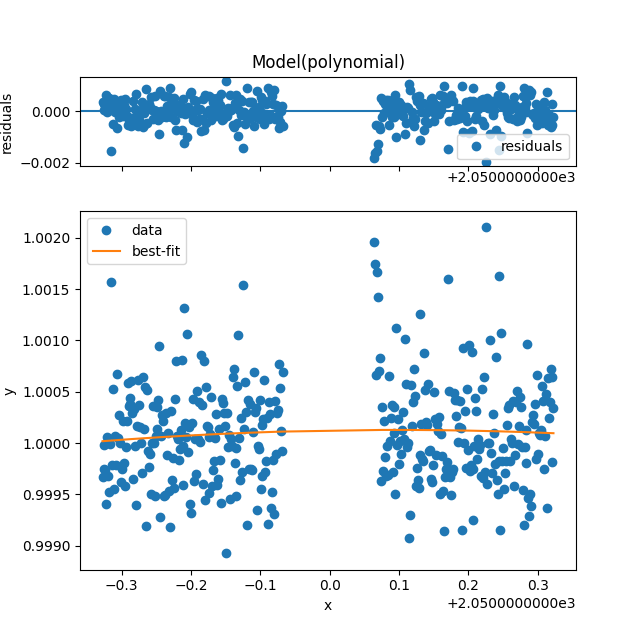 Model(polynomial)
residuals
0.000
−0.002
residuals
+2.0500000000e3
y
1.0020
1.0015
1.0010
1.0005
1.0000
0.9995
0.9990
data
best-fit
−0.3
−0.2
−0.1
0.0
0.1
0.2
0.3
x
+2.0500000000e3